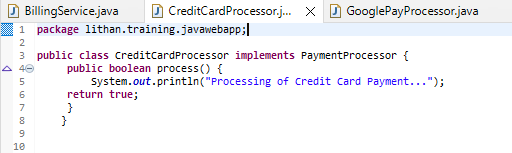 BillingService.java
CreditCardProcessor.j...
GooglePayProcessor.java
1 package lithan.training.javawebapp;
2
3 public class CreditCardProcessor implements PaymentProcessor {
4 public boolean process() {
5 System.out.println("Processing of Credit Card Payment...");
6 return true;
7 }
8 }
9
10